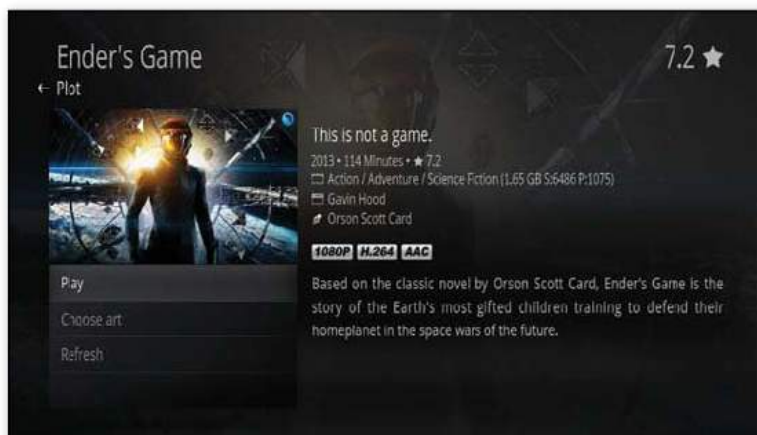 Ender's Game
7.2 ★
← Plot
This is not a game.
2013 • 114 Minutes • ★ 7.2
Action / Adventure / Science Fiction (1.65 GB S:6486 P:1075)
Gavin Hood
Orson Scott Card
1080P H.264 AAC
Play
Choose art
Refresh
Based on the classic novel by Orson Scott Card, Ender's Game is the
story of the Earth's most gifted children training to defend their
homeplanet in the space wars of the future.